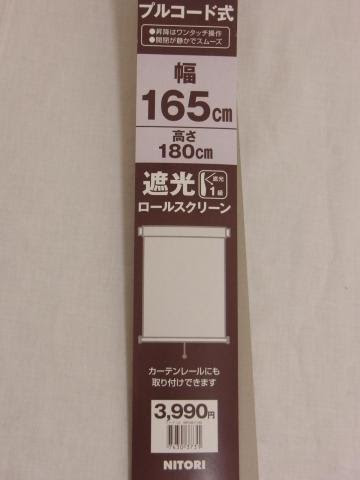 プルコード式
●昇降はワンタッチ操作
●開閉が静かでスムーズ
幅
165cm
高さ
180cm
遮光 遮光1級
ロールスクリーン
カーテンレールにも
取り付けできます
3,990円
NITORI